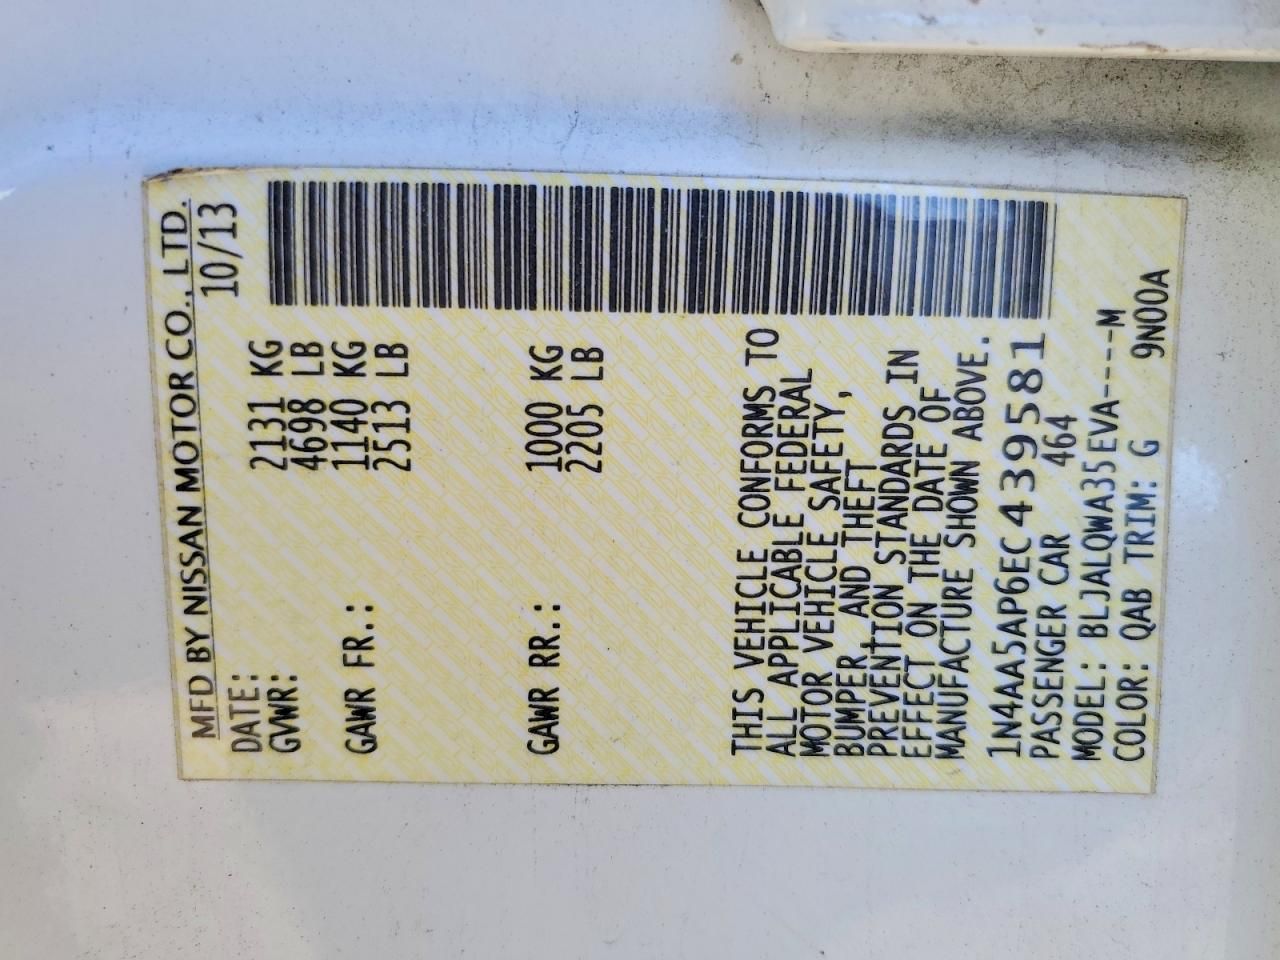 MFD BY NISSAN MOTOR CO., LTD.
DATE: 10/13
GVWR: 2131 KG
4698 LB
GAWR FR.: 1140 KG
2513 LB
GAWR RR.: 1000 KG
2205 LB
THIS VEHICLE CONFORMS TO
ALL APPLICABLE FEDERAL
MOTOR VEHICLE SAFETY,
BUMPER, AND THEFT
PREVENTION STANDARDS IN
EFFECT ON THE DATE OF
MANUFACTURE SHOWN ABOVE.
1N4AA5AP6EC439581
PASSENGER CAR 464
MODEL: BLJALQWA35EVA----M
COLOR: QAB TRIM: G 9N00A